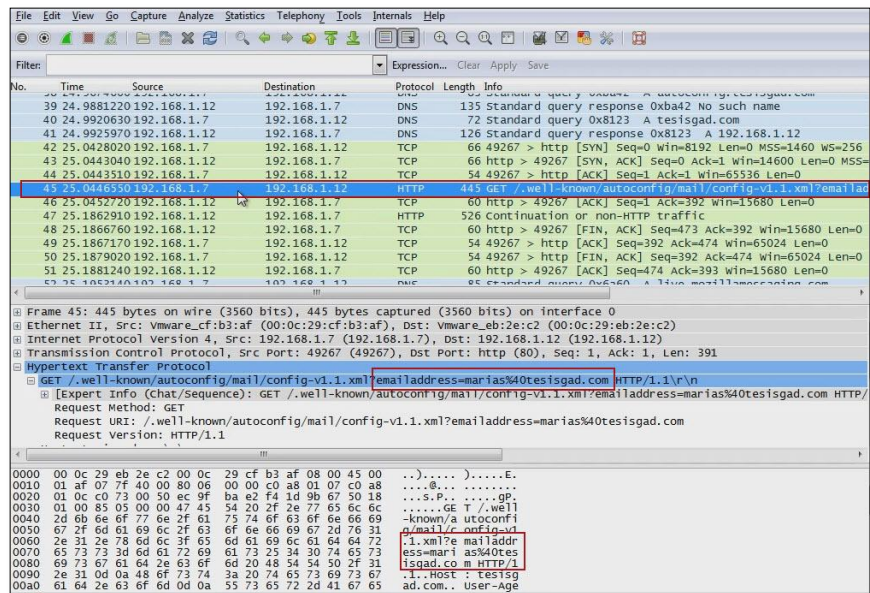 File Edit View Go Capture Analyze Statistics Telephony Tools Internals Help
Filter: Expression... Clear Apply Save
No. Time Source Destination Protocol Length Info
39 24.9881220 192.168.1.12 192.168.1.7 DNS 135 Standard query response 0xba42 No such name
40 24.9920630 192.168.1.7 192.168.1.12 DNS 72 Standard query 0x8123 A tesisgad.com
41 24.9925970 192.168.1.12 192.168.1.7 DNS 126 Standard query response 0x8123 A 192.168.1.12
42 25.0428020 192.168.1.7 192.168.1.12 TCP 66 49267 > http [SYN] Seq=0 Win=8192 Len=0 MSS=1460 WS=256
43 25.0443040 192.168.1.12 192.168.1.7 TCP 66 http > 49267 [SYN, ACK] Seq=0 Ack=1 Win=14600 Len=0 MSS=
44 25.0443510 192.168.1.7 192.168.1.12 TCP 54 49267 > http [ACK] Seq=1 Ack=1 Win=65536 Len=0
45 25.0446550 192.168.1.7 192.168.1.12 HTTP 445 GET /.well-known/autoconfig/mail/config-v1.1.xml?emailad
46 25.0452720 192.168.1.12 192.168.1.7 TCP 60 http > 49267 [ACK] Seq=1 Ack=392 Win=15680 Len=0
47 25.1862910 192.168.1.12 192.168.1.7 HTTP 526 Continuation or non-HTTP traffic
48 25.1866760 192.168.1.12 192.168.1.7 TCP 60 http > 49267 [FIN, ACK] Seq=473 Ack=392 Win=15680 Len=0
49 25.1867170 192.168.1.7 192.168.1.12 TCP 54 49267 > http [ACK] Seq=392 Ack=474 Win=65024 Len=0
50 25.1879020 192.168.1.7 192.168.1.12 TCP 54 49267 > http [FIN, ACK] Seq=392 Ack=474 Win=65024 Len=0
51 25.1881240 192.168.1.12 192.168.1.7 TCP 60 http > 49267 [ACK] Seq=474 Ack=393 Win=15680 Len=0
Frame 45: 445 bytes on wire (3560 bits), 445 bytes captured (3560 bits) on interface 0
Ethernet II, Src: Vmware_cf:b3:af (00:0c:29:cf:b3:af), Dst: Vmware_eb:2e:c2 (00:0c:29:eb:2e:c2)
Internet Protocol Version 4, Src: 192.168.1.7 (192.168.1.7), Dst: 192.168.1.12 (192.168.1.12)
Transmission Control Protocol, Src Port: 49267 (49267), Dst Port: http (80), Seq: 1, Ack: 1, Len: 391
Hypertext Transfer Protocol
GET /.well-known/autoconfig/mail/config-v1.1.xml?emailaddress=marias%40tesisgad.com HTTP/1.1\r\n
[Expert Info (Chat/Sequence): GET /.well-known/autoconfig/mail/config-v1.1.xml?emailaddress=marias%40tesisgad.com HTTP/
Request Method: GET
Request URI: /.well-known/autoconfig/mail/config-v1.1.xml?emailaddress=marias%40tesisgad.com
Request Version: HTTP/1.1
0000 00 0c 29 eb 2e c2 00 0c 29 cf b3 af 08 00 45 00 ..)..... ).....E.
0010 01 af 07 7f 40 00 80 06 00 00 c0 a8 01 07 c0 a8 ....@... ........
0020 01 0c c0 73 00 50 ec 9f ba e2 f4 1d 9b 67 50 18 ...s.P.. .....gP.
0030 01 00 85 05 00 00 47 45 54 20 2f 2e 77 65 6c 6c ......GE T /.well
0040 2d 6b 6e 6f 77 6e 2f 61 75 74 6f 63 6f 6e 66 69 -known/a utoconfi
0050 67 2f 6d 61 69 6c 2f 63 6f 6e 66 69 67 2d 76 31 g/mail/c onfig-v1
0060 2e 31 2e 78 6d 6c 3f 65 6d 61 69 6c 61 64 64 72 .1.xml?e mailaddr
0070 65 73 73 3d 6d 61 72 69 61 73 25 34 30 74 65 73 ess=mari as%40tes
0080 69 73 67 61 64 2e 63 6f 6d 20 48 54 54 50 2f 31 isgad.co m HTTP/1
0090 2e 31 0d 0a 48 6f 73 74 3a 20 74 65 73 69 73 67 .1..Host : tesisg
00a0 61 64 2e 63 6f 6d 0d 0a 55 73 65 72 2d 41 67 65 ad.com.. User-Age